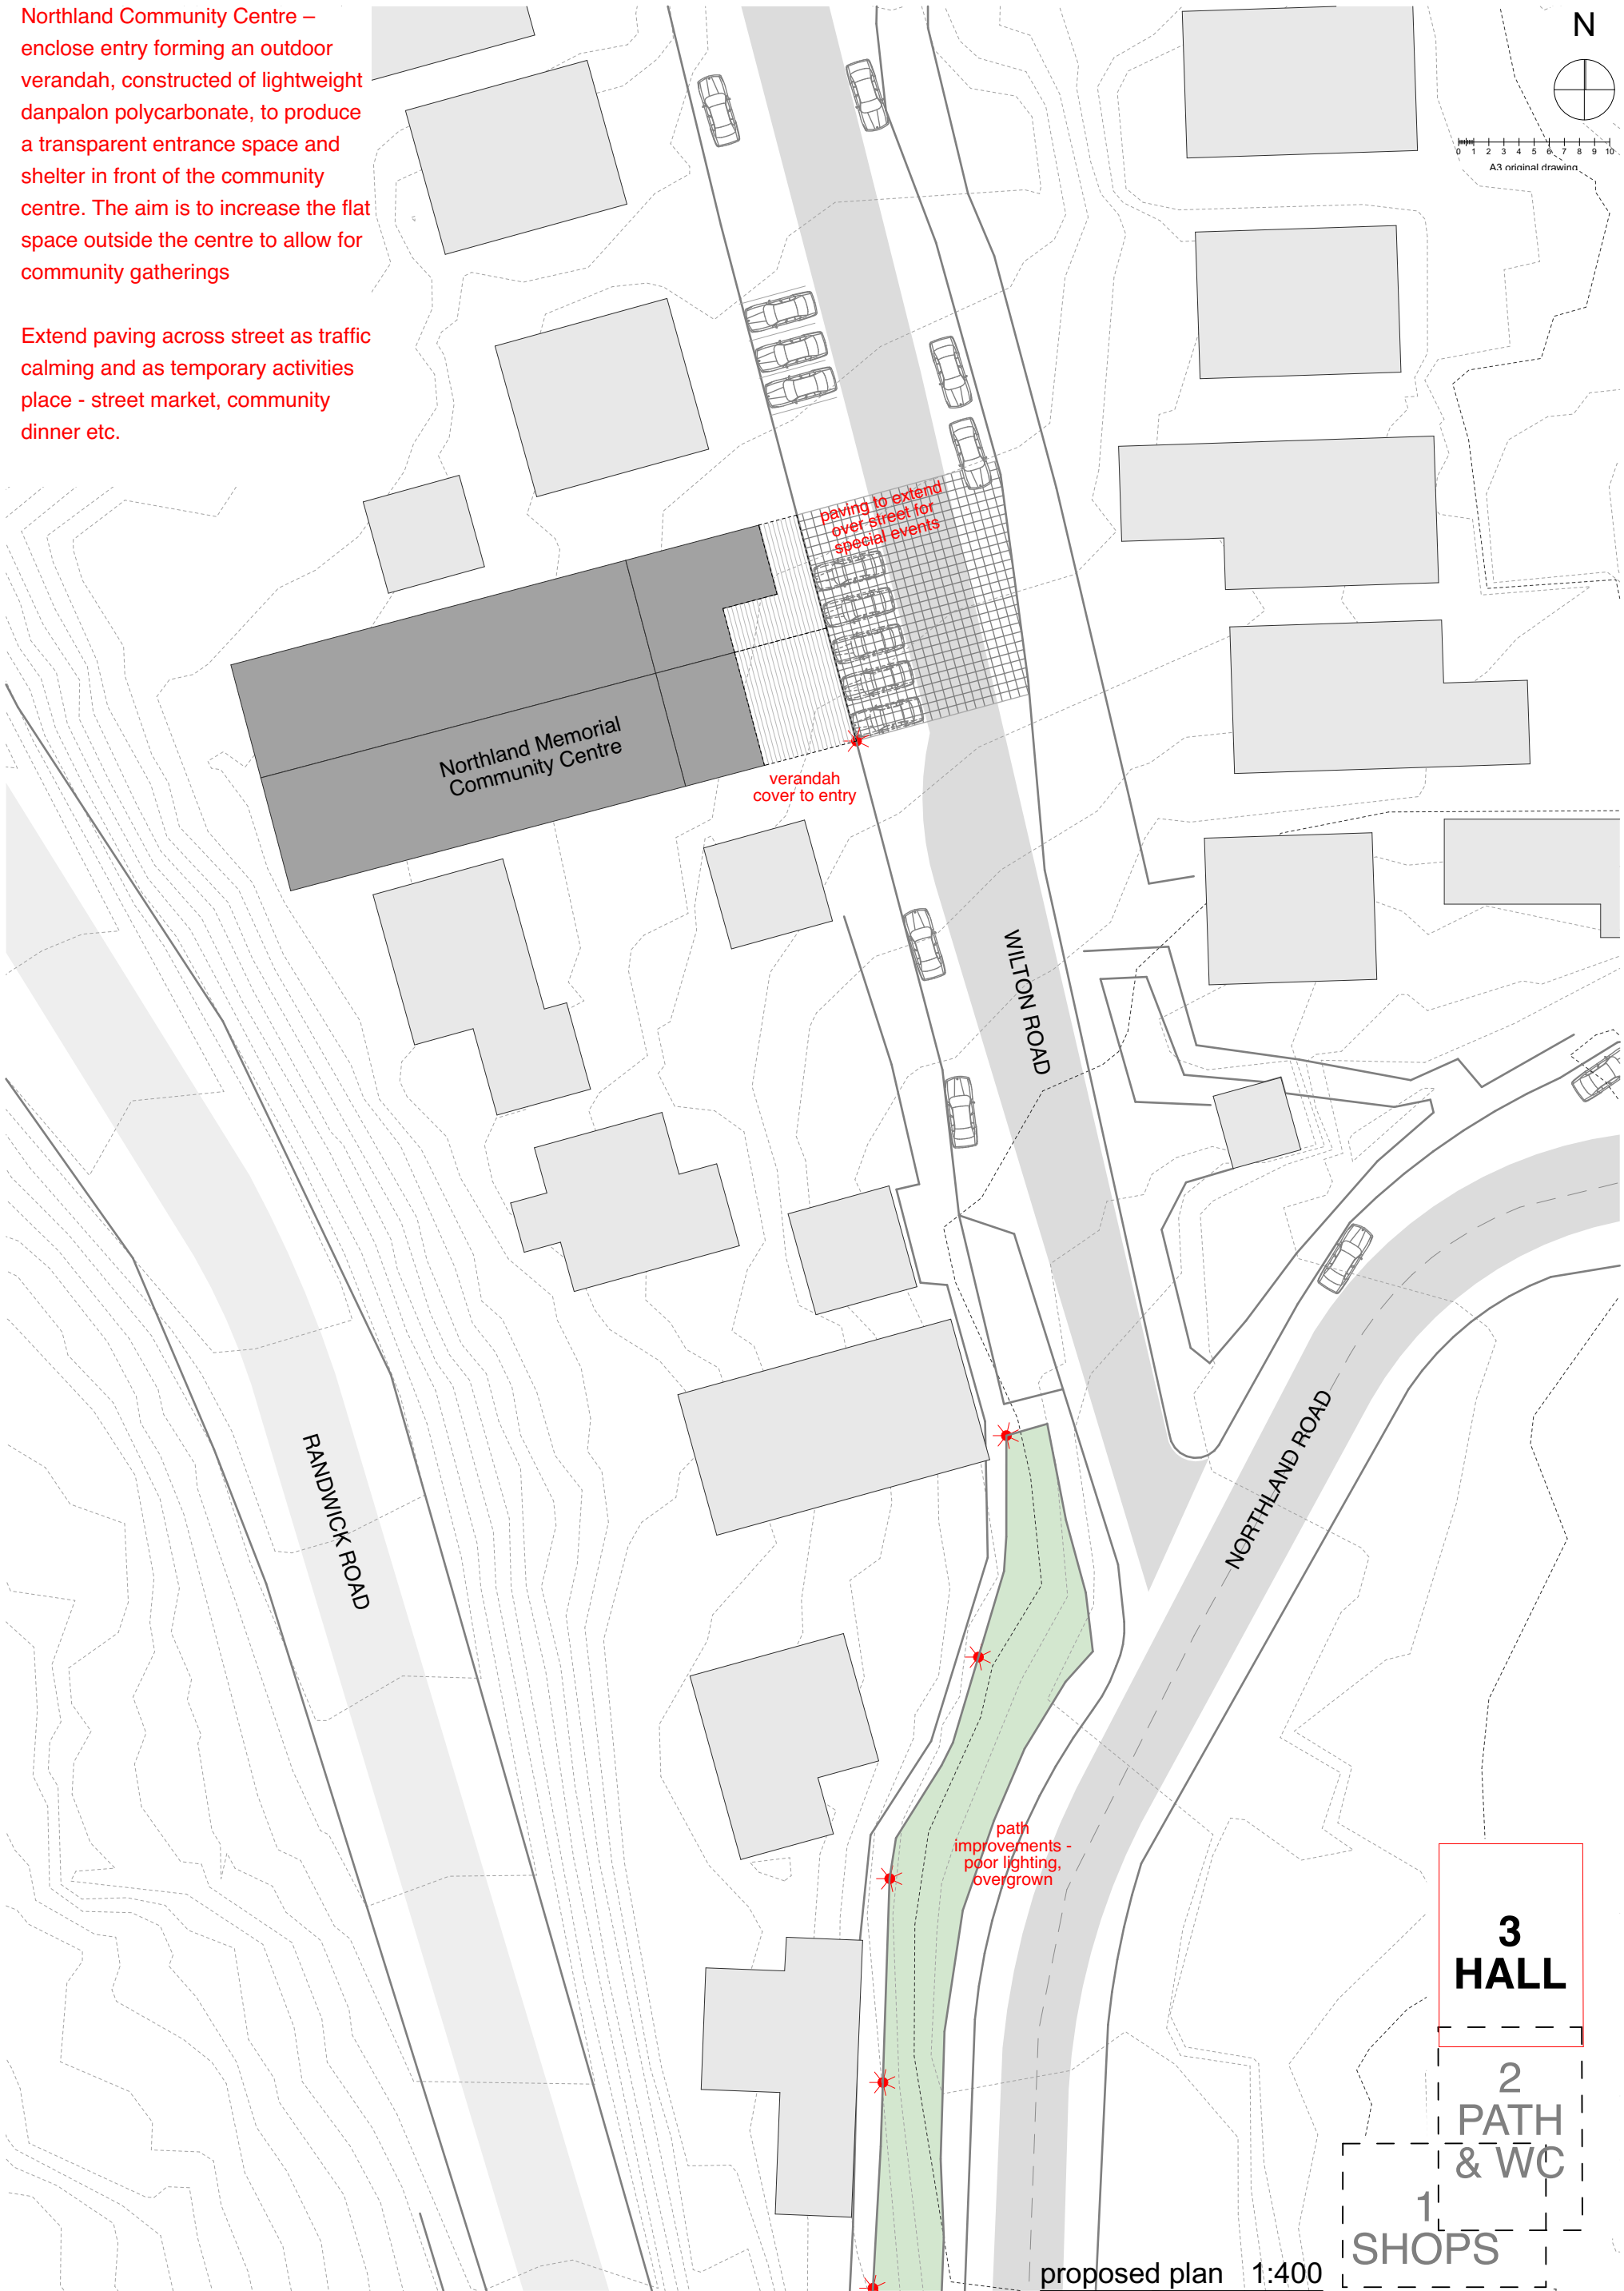 Northland Community Centre –
enclose entry forming an outdoor
verandah, constructed of lightweight
danpalon polycarbonate, to produce
a transparent entrance space and
shelter in front of the community
centre. The aim is to increase the flat
space outside the centre to allow for
community gatherings
Extend paving across street as traffic
calming and as temporary activities
place - street market, community
dinner etc.
N
0 1 2 3 4 5 6 7 8 9 10
A3 original drawing
paving to extend
over street for
special events
Northland Memorial
Community Centre
verandah
cover to entry
WILTON ROAD
RANDWICK ROAD
NORTHLAND ROAD
path
improvements -
poor lighting,
overgrown
3
HALL
2
PATH
& WC
1
SHOPS
proposed plan 1:400